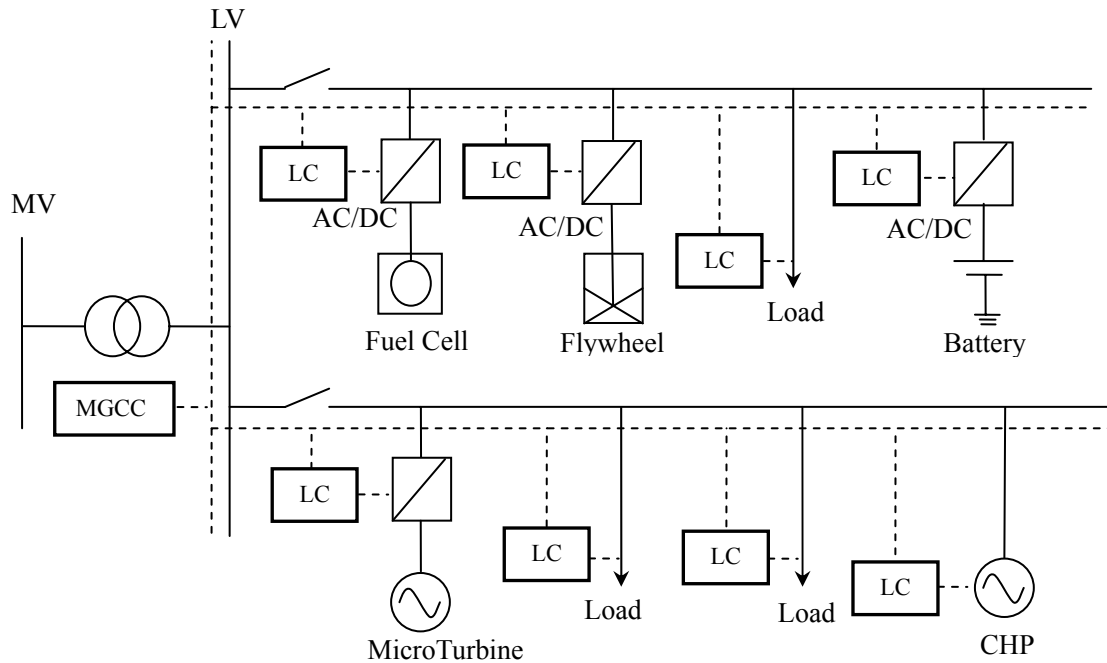 LV
LC
LC
LC
AC/DC
AC/DC
AC/DC
MV
LC
Load
Fuel Cell
Flywheel
Battery
MGCC
LC
LC
LC
LC
Load
Load
MicroTurbine
CHP